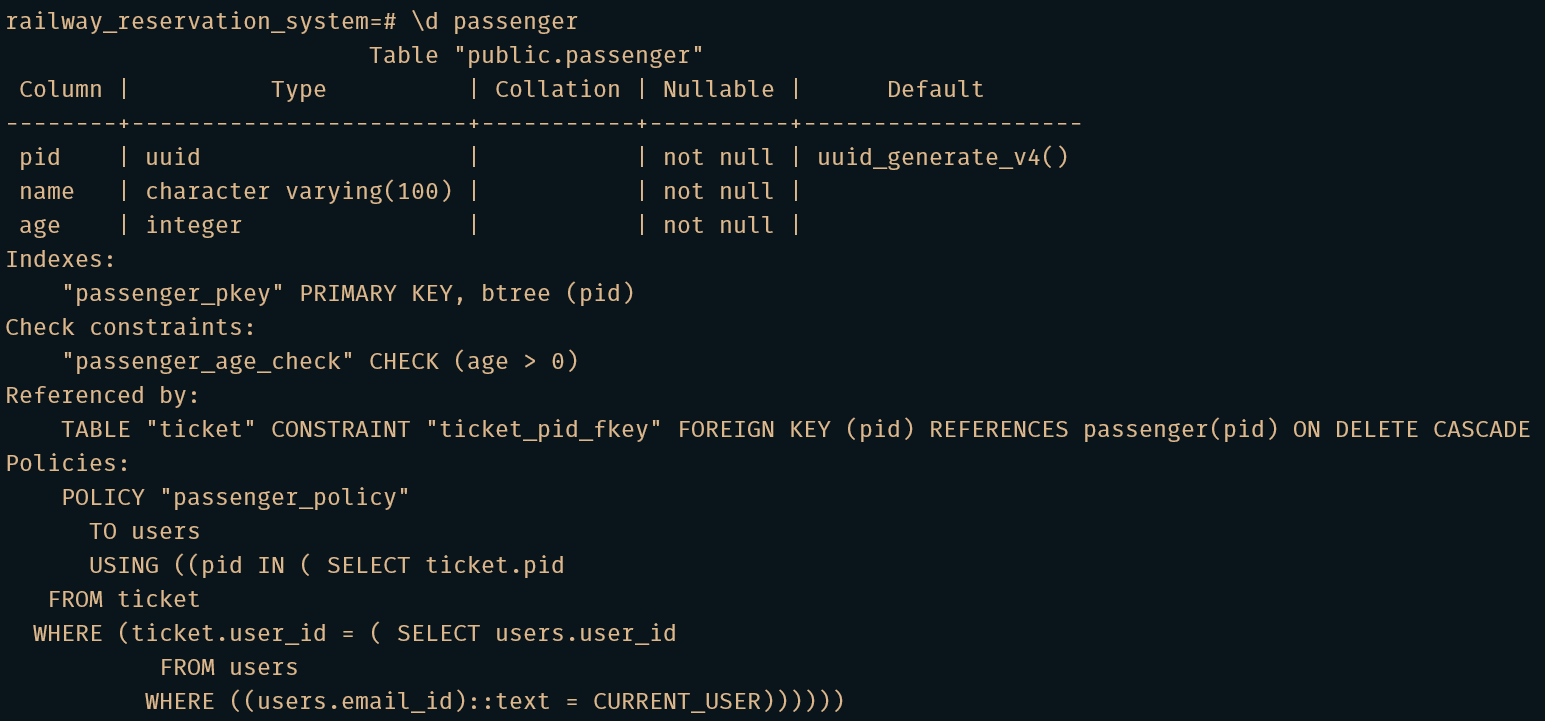 railway_reservation_system=# \d passenger
                          Table "public.passenger"
 Column |          Type          | Collation | Nullable |      Default
--------+------------------------+-----------+----------+--------------------
 pid    | uuid                   |           | not null | uuid_generate_v4()
 name   | character varying(100) |           | not null |
 age    | integer                |           | not null |
Indexes:
    "passenger_pkey" PRIMARY KEY, btree (pid)
Check constraints:
    "passenger_age_check" CHECK (age > 0)
Referenced by:
    TABLE "ticket" CONSTRAINT "ticket_pid_fkey" FOREIGN KEY (pid) REFERENCES passenger(pid) ON DELETE CASCADE
Policies:
    POLICY "passenger_policy"
      TO users
      USING ((pid IN ( SELECT ticket.pid
   FROM ticket
  WHERE (ticket.user_id = ( SELECT users.user_id
           FROM users
          WHERE ((users.email_id)::text = CURRENT_USER))))))